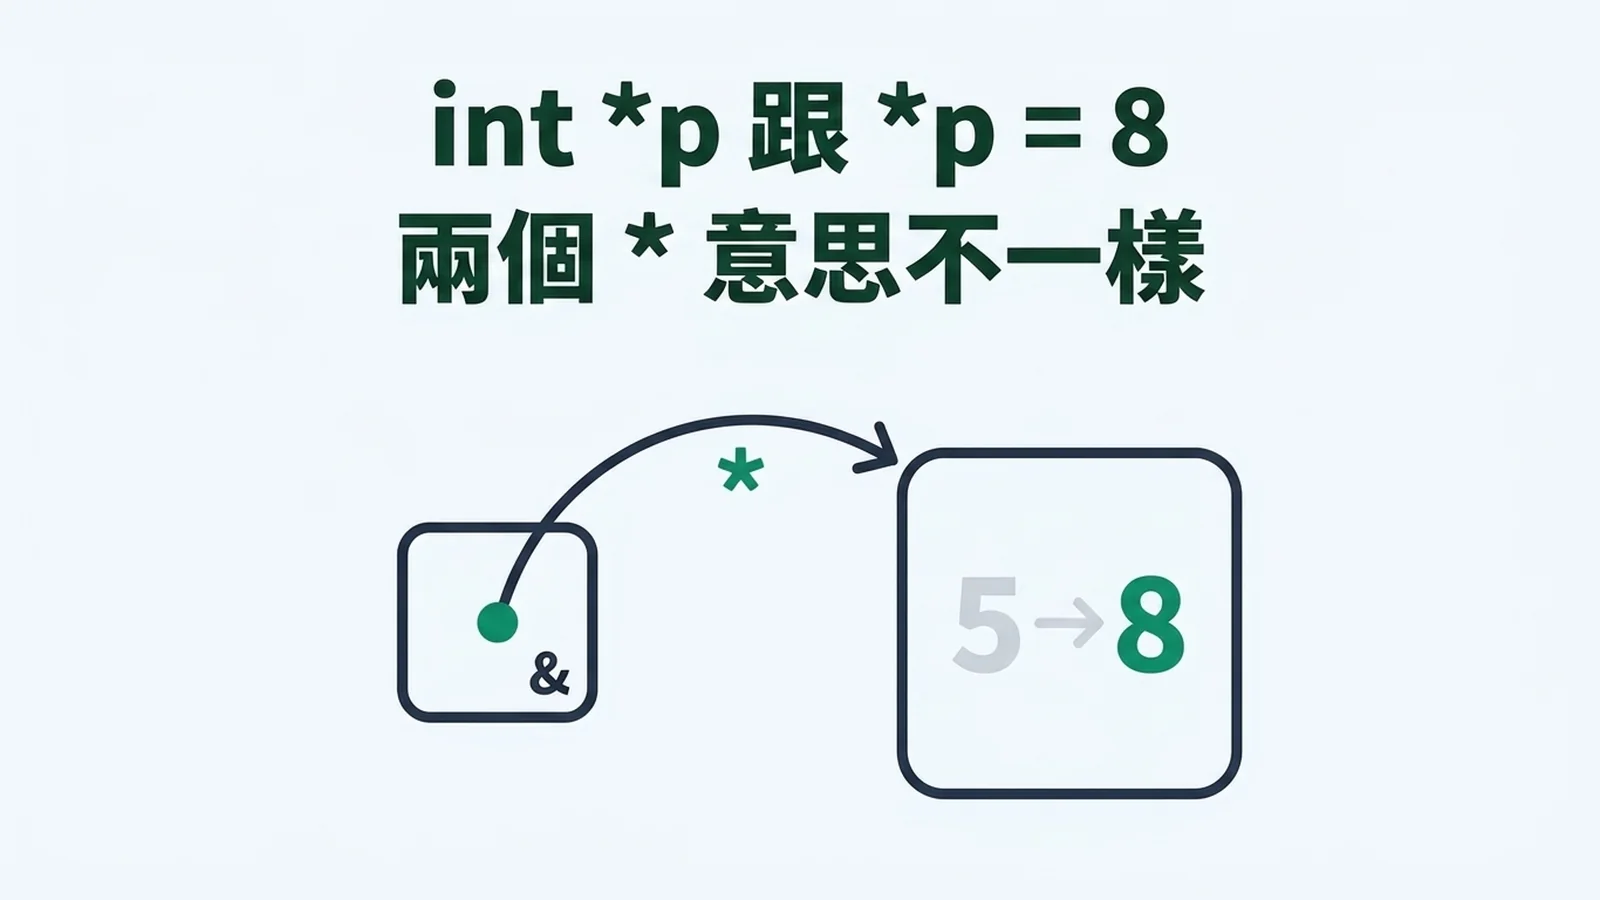 int *p 跟 *p = 8
兩個 * 意思不一樣
*
5→8
&